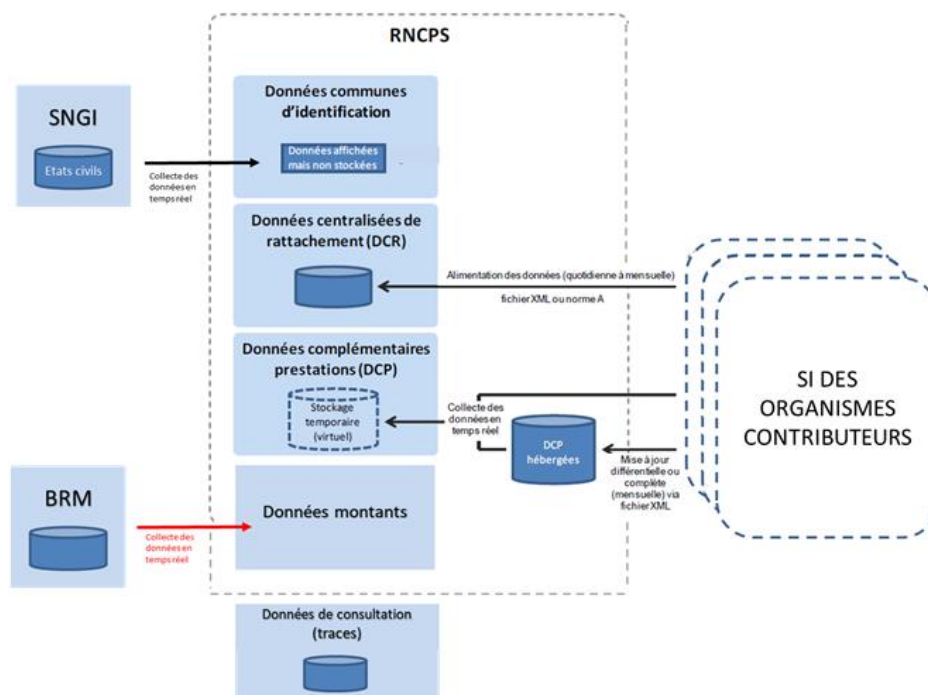 RNCPS
SNGI
Etats civils
Collecte des
données en
temps réel
Données communes
d'identification
Données affichées
mais non stockées
Données centralisées de
rattachement (DCR)
Alimentation des données (quotidienne à mensuelle)
fichier XML ou norme A
Données complémentaires
prestations (DCP)
Stockage
temporaire
(virtuel)
Collecte des
données en
temps réel
DCP
hébergées
Mise à jour
différentielle ou
complète
(mensuelle) via
fichier XML
SI DES
ORGANISMES
CONTRIBUTEURS
BRM
Collecte des
données en
temps réel
Données montants
Données de consultation
(traces)